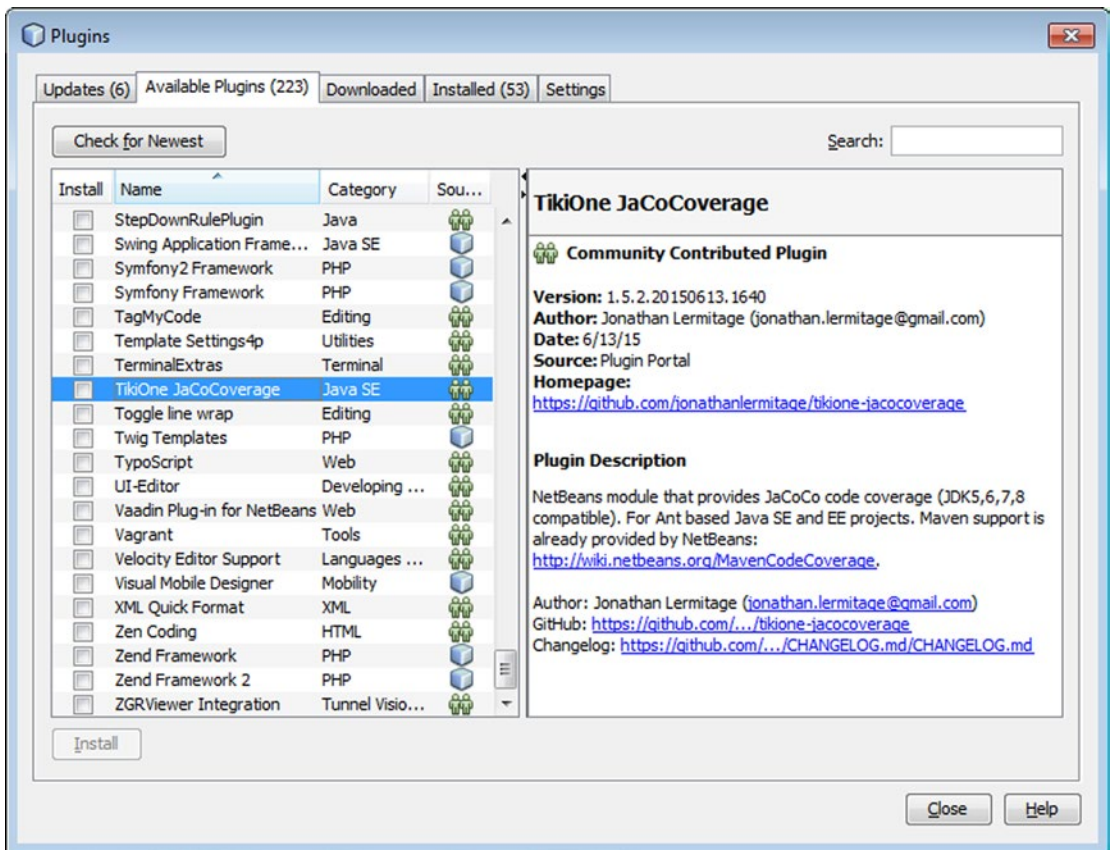 Plugins
Updates (6) Available Plugins (223) Downloaded Installed (53) Settings
Check for Newest
Search:
Install Name Category Sou...
StepDownRulePlugin Java
Swing Application Frame... Java SE
Symfony2 Framework PHP
Symfony Framework PHP
TagMyCode Editing
Template Settings4p Utilities
TerminalExtras Terminal
TikiOne JaCoCoverage Java SE
Toggle line wrap Editing
Twig Templates PHP
TypoScript Web
UI-Editor Developing ...
Vaadin Plug-in for NetBeans Web
Vagrant Tools
Velocity Editor Support Languages ...
Visual Mobile Designer Mobility
XML Quick Format XML
Zen Coding HTML
Zend Framework PHP
Zend Framework 2 PHP
ZGRViewer Integration Tunnel Visio...
TikiOne JaCoCoverage
Community Contributed Plugin
Version: 1.5.2.20150613.1640
Author: Jonathan Lermitage (jonathan.lermitage@gmail.com)
Date: 6/13/15
Source: Plugin Portal
Homepage:
https://github.com/jonathanlermitage/tikione-jacocoverage
Plugin Description
NetBeans module that provides JaCoCo code coverage (JDK5,6,7,8
compatible). For Ant based Java SE and EE projects. Maven support is
already provided by NetBeans:
http://wiki.netbeans.org/MavenCodeCoverage.
Author: Jonathan Lermitage (jonathan.lermitage@gmail.com)
GitHub: https://github.com/.../tikione-jacocoverage
Changelog: https://github.com/.../CHANGELOG.md/CHANGELOG.md
Install
Close Help